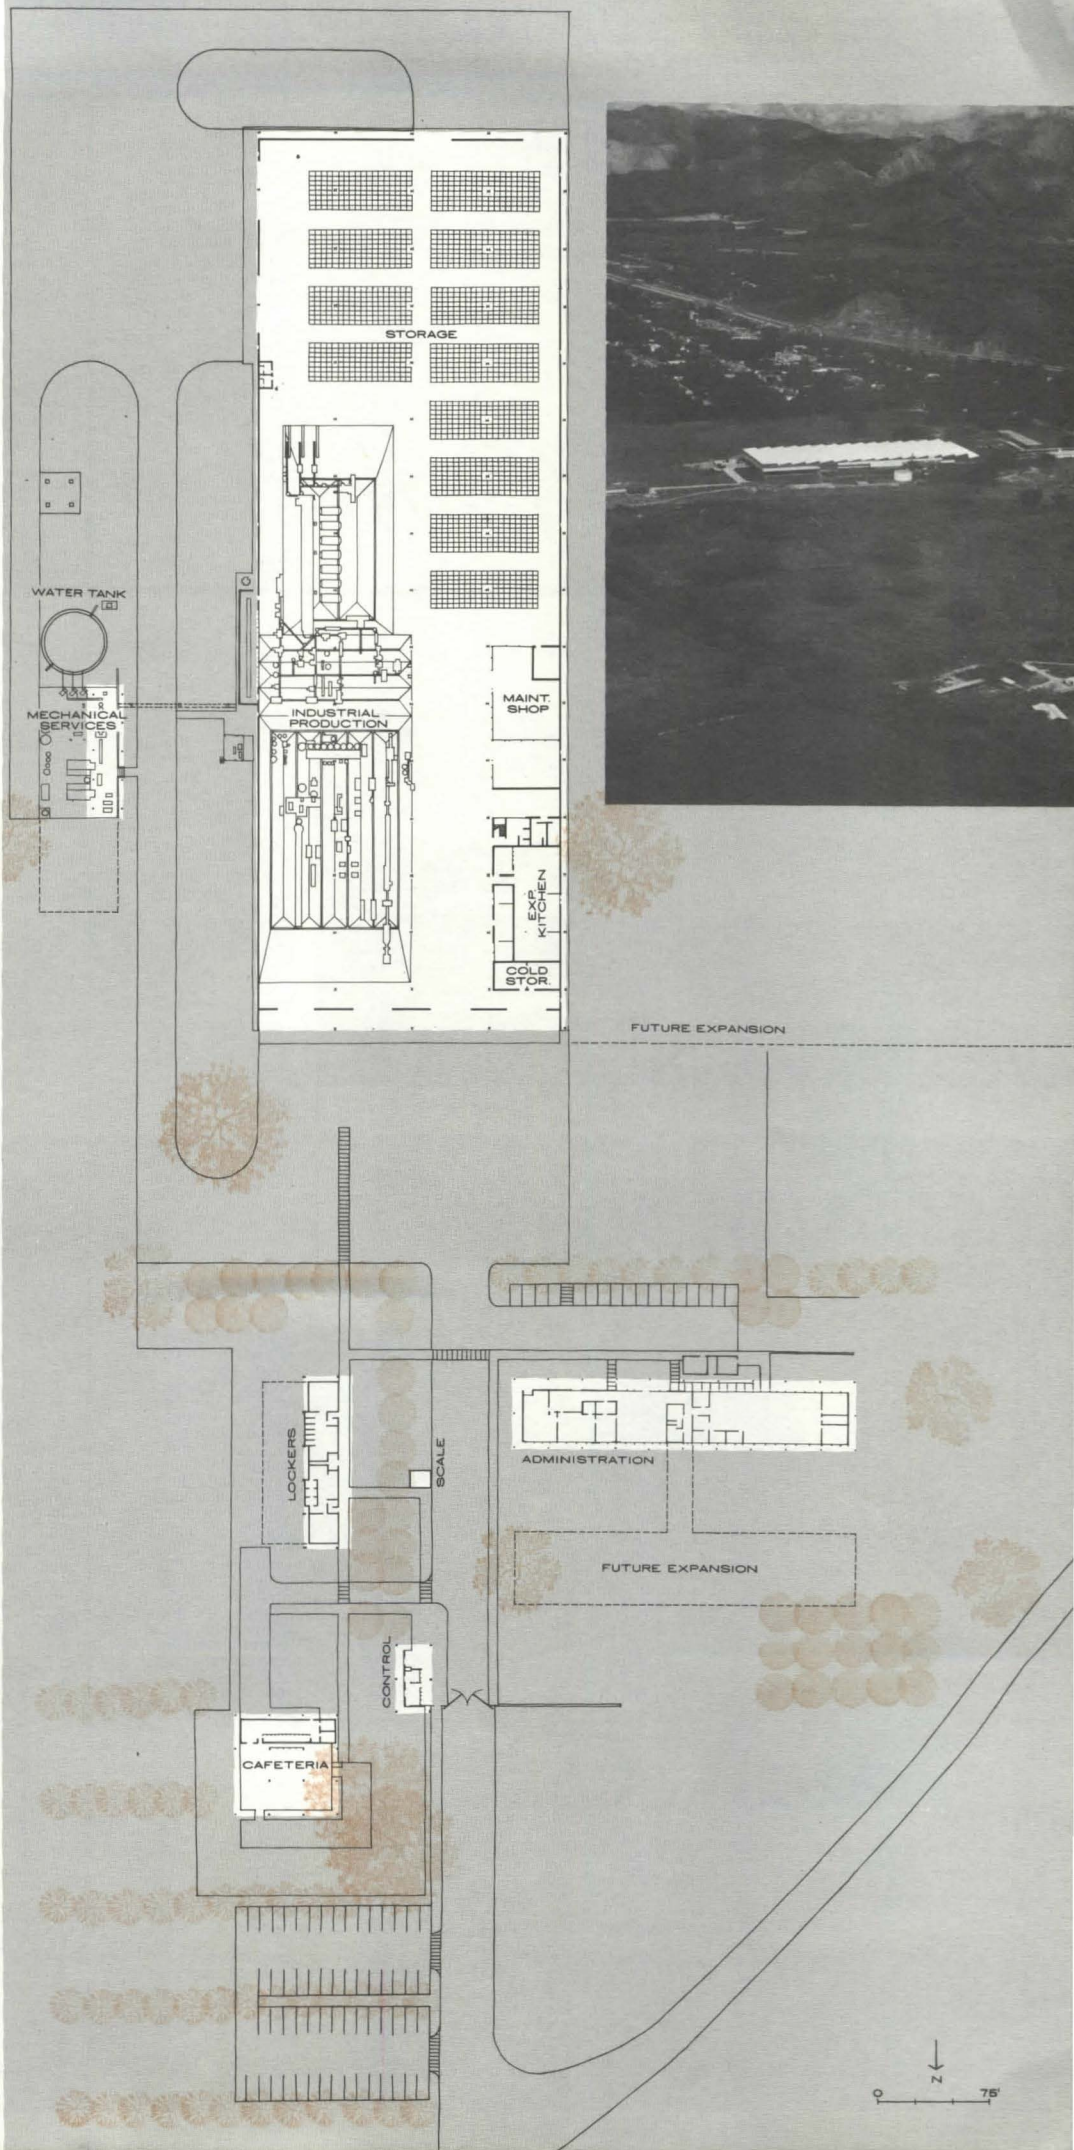 STORAGE
WATER TANK
MECHANICAL
SERVICES
INDUSTRIAL
PRODUCTION
MAINT.
SHOP
EXP.
KITCHEN
COLD
STOR.
FUTURE EXPANSION
LOCKERS
SCALE
ADMINISTRATION
FUTURE EXPANSION
CONTROL
CAFETERIA
N
0 75'